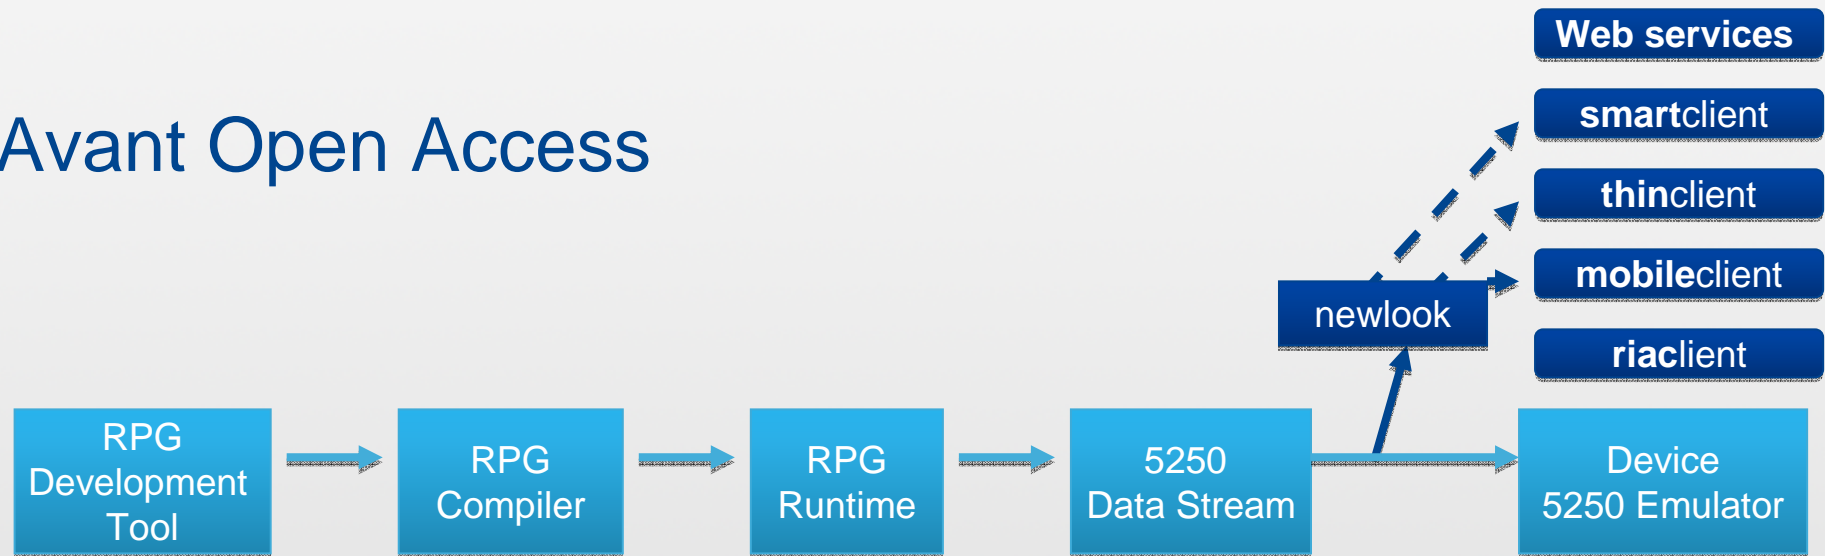 Web services
smartclient
Avant Open Access
thinclient
mobileclient
newlook
riaclient
RPG
Development
Tool
RPG
Compiler
RPG
Runtime
5250
Data Stream
Device
5250 Emulator